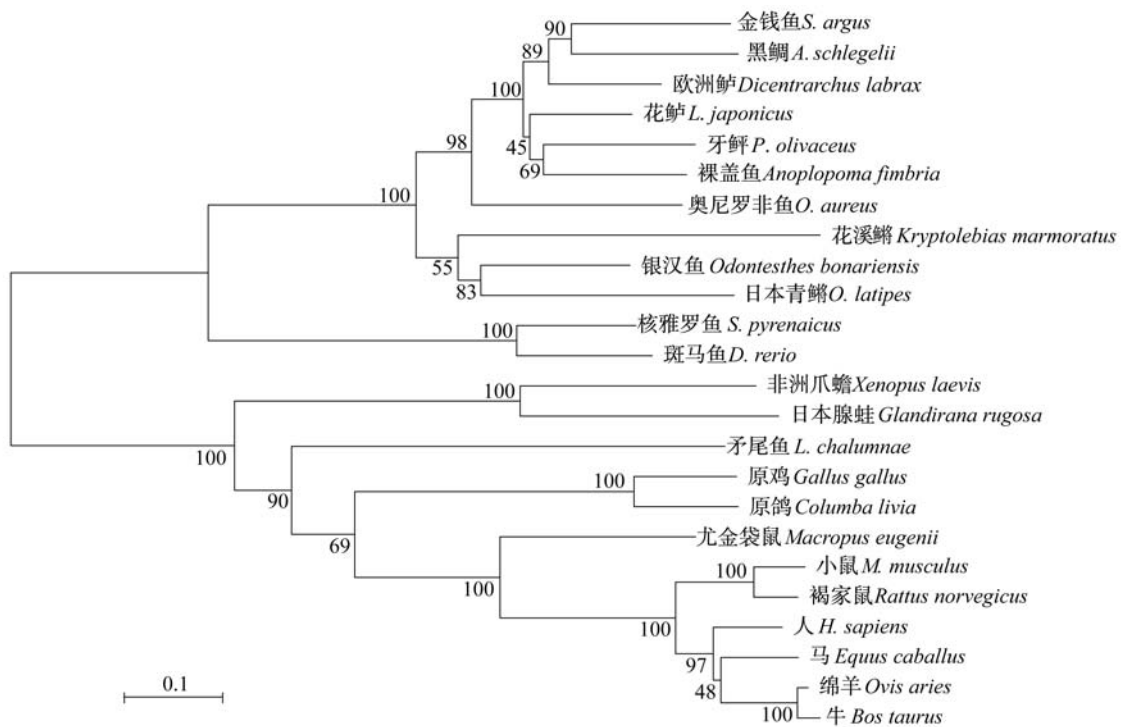 金钱鱼S. argus
90
黑鲷A. schlegelii
89
欧洲鲈Dicentrarchus labrax
100
花鲈L. japonicus
45
牙鲆P. olivaceus
98
69
裸盖鱼Anoplopoma fimbria
100
奥尼罗非鱼O. aureus
花溪鳉Kryptolebias marmoratus
55
银汉鱼Odontesthes bonariensis
83
日本青鳉O. latipes
100
核雅罗鱼 S. pyrenaicus
斑马鱼D. rerio
100
非洲爪蟾Xenopus laevis
日本腺蛙Glandirana rugosa
100
矛尾鱼 L. chalumnae
90
100
原鸡Gallus gallus
原鸽Columba livia
69
尤金袋鼠Macropus eugenii
100
100
小鼠M. musculus
褐家鼠Rattus norvegicus
100
人H. sapiens
97
马 Equus caballus
48
绵羊Ovis aries
100
牛 Bos taurus
0.1